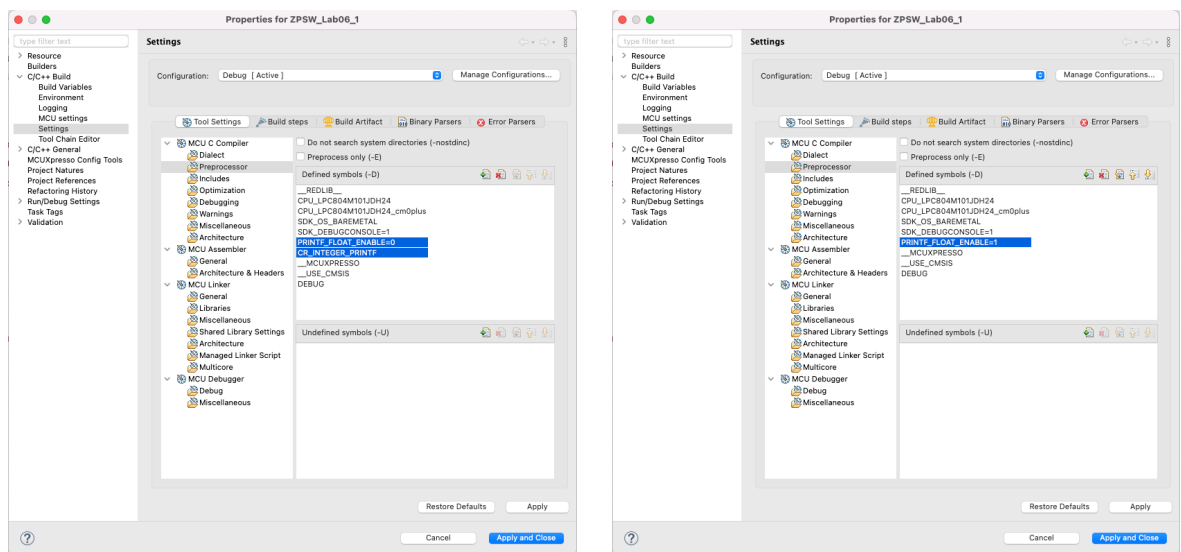 Properties for ZPSW_Lab06_1
type filter text
Resource
Builders
C/C++ Build
Build Variables
Environment
Logging
MCU settings
Settings
Tool Chain Editor
C/C++ General
MCUXpresso Config Tools
Project Natures
Project References
Refactoring History
Run/Debug Settings
Task Tags
Validation
Settings
Configuration: Debug [ Active ] Manage Configurations...
Tool Settings Build steps Build Artifact Binary Parsers Error Parsers
MCU C Compiler
Dialect
Preprocessor
Includes
Optimization
Debugging
Warnings
Miscellaneous
Architecture
MCU Assembler
General
Architecture & Headers
MCU Linker
General
Libraries
Miscellaneous
Shared Library Settings
Architecture
Managed Linker Script
Multicore
MCU Debugger
Debug
Miscellaneous
Do not search system directories (-nostdinc)
Preprocess only (-E)
Defined symbols (-D)
__REDLIB__
CPU_LPC804M101JDH24
CPU_LPC804M101JDH24_cm0plus
SDK_OS_BAREMETAL
SDK_DEBUGCONSOLE=1
PRINTF_FLOAT_ENABLE=0
CR_INTEGER_PRINTF
__MCUXPRESSO
__USE_CMSIS
DEBUG
Undefined symbols (-U)
Restore Defaults Apply
? Cancel Apply and Close
Properties for ZPSW_Lab06_1
type filter text
Resource
Builders
C/C++ Build
Build Variables
Environment
Logging
MCU settings
Settings
Tool Chain Editor
C/C++ General
MCUXpresso Config Tools
Project Natures
Project References
Refactoring History
Run/Debug Settings
Task Tags
Validation
Settings
Configuration: Debug [ Active ] Manage Configurations...
Tool Settings Build steps Build Artifact Binary Parsers Error Parsers
MCU C Compiler
Dialect
Preprocessor
Includes
Optimization
Debugging
Warnings
Miscellaneous
Architecture
MCU Assembler
General
Architecture & Headers
MCU Linker
General
Libraries
Miscellaneous
Shared Library Settings
Architecture
Managed Linker Script
Multicore
MCU Debugger
Debug
Miscellaneous
Do not search system directories (-nostdinc)
Preprocess only (-E)
Defined symbols (-D)
__REDLIB__
CPU_LPC804M101JDH24
CPU_LPC804M101JDH24_cm0plus
SDK_OS_BAREMETAL
SDK_DEBUGCONSOLE=1
PRINTF_FLOAT_ENABLE=1
__MCUXPRESSO
__USE_CMSIS
DEBUG
Undefined symbols (-U)
Restore Defaults Apply
? Cancel Apply and Close